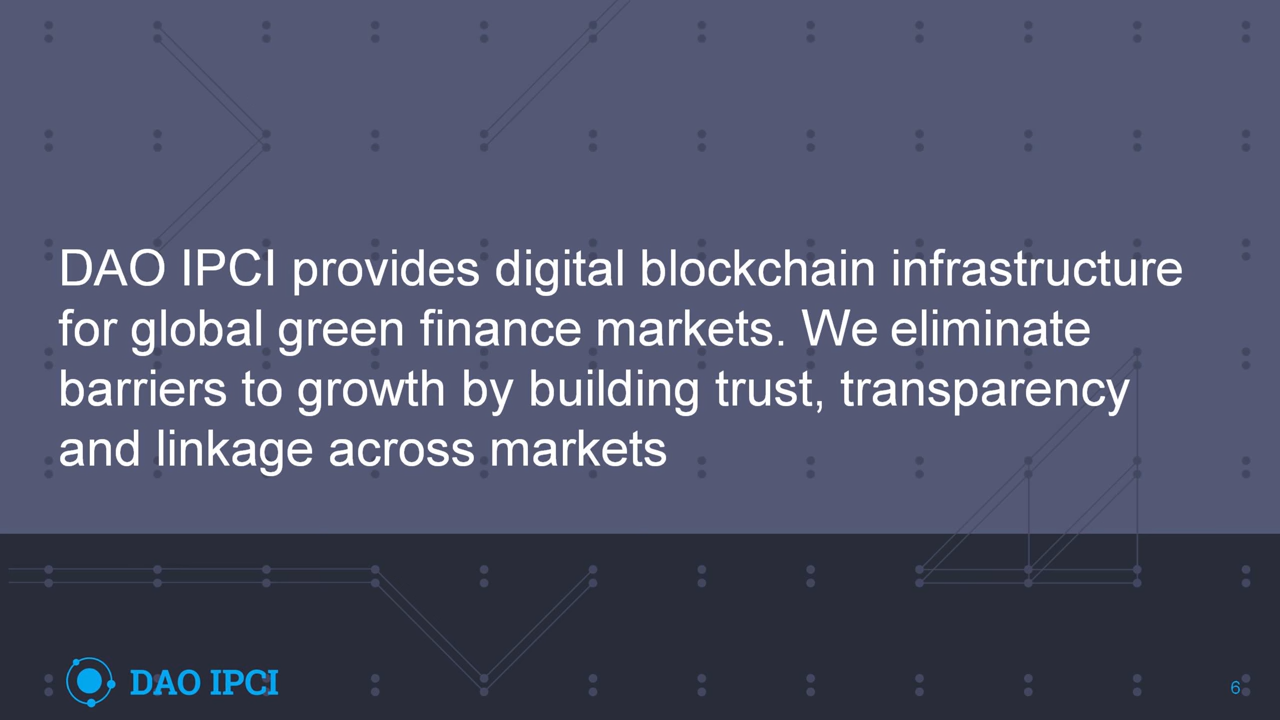 DAO IPCI provides digital blockchain infrastructure
for global green finance markets. We eliminate
barriers to growth by building trust, transparency
and linkage across markets
DAO IPCI
6